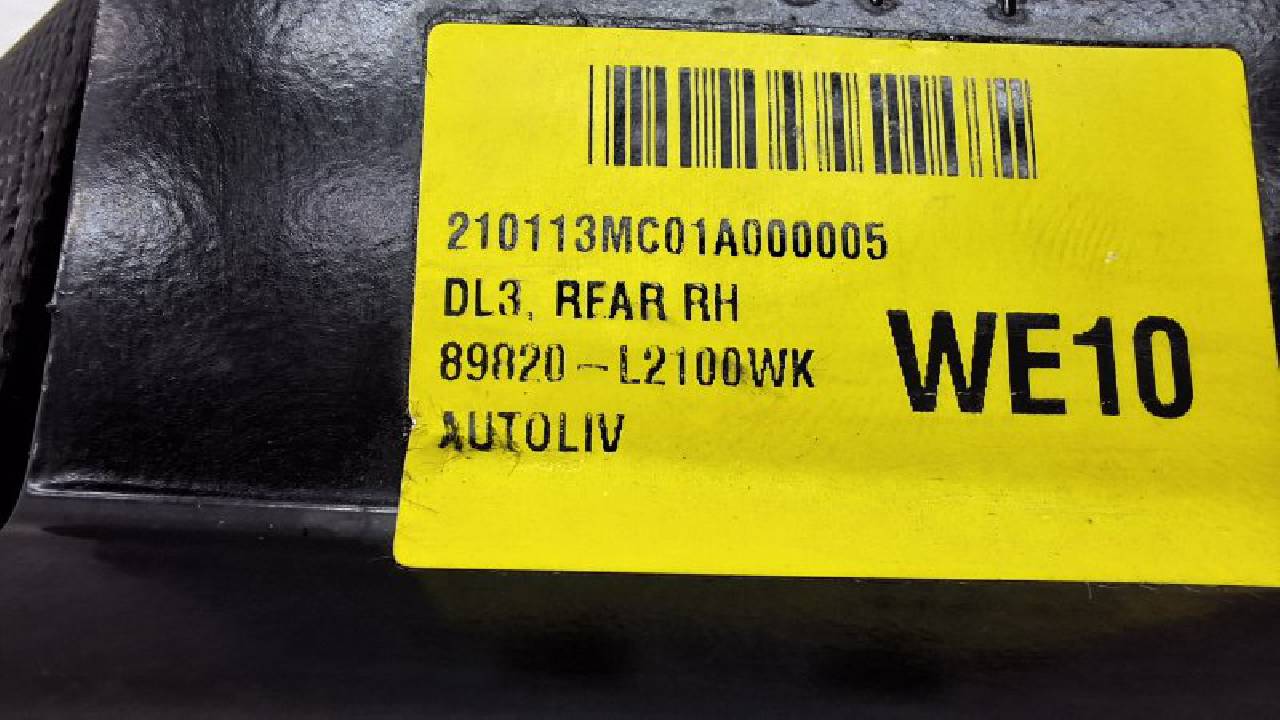 210113MC01A000005
DL3, REAR RH
89820-L2100WK
WE10
AUTOLIV